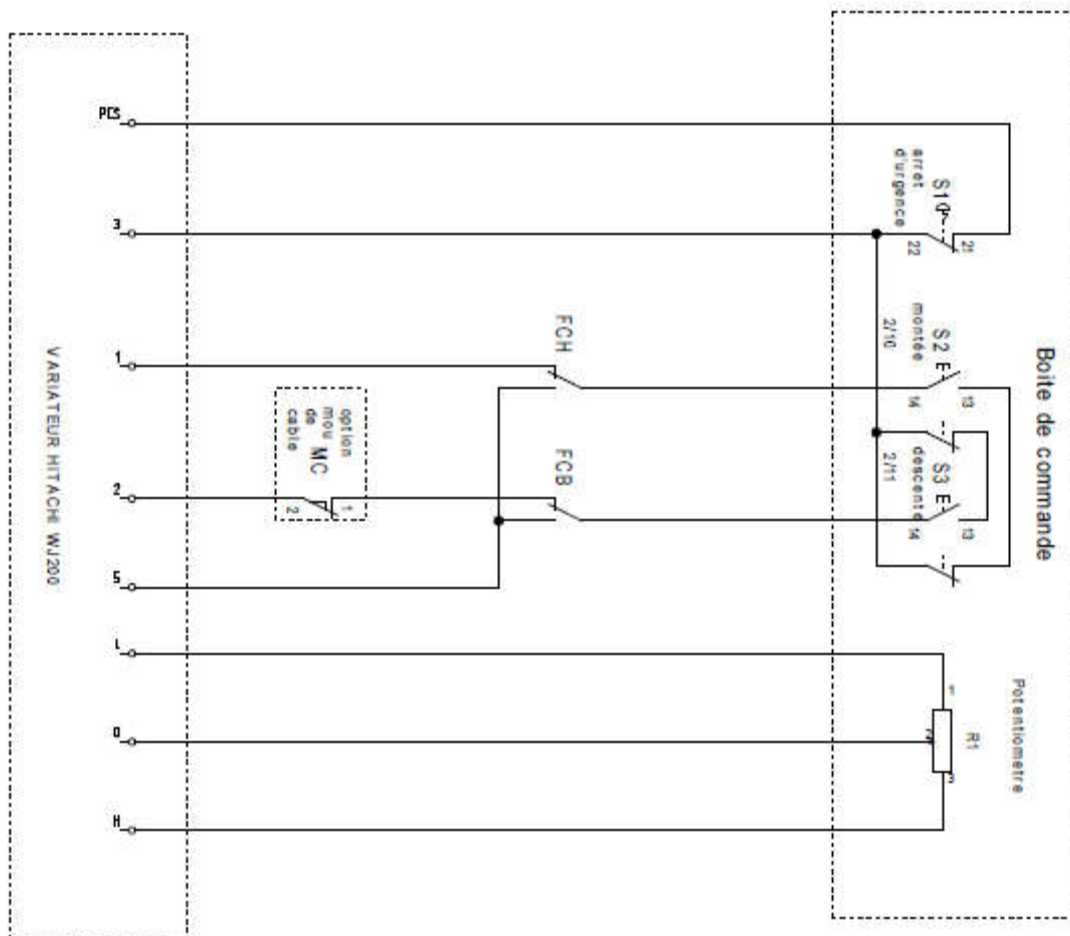 Boite de commande
PCS
3
1
2
5
L
O
H
VARIATEUR HITACHI WJ200
S1
arret
d'urgence
21
22
S2
montée
13
14
2/10
S3
descente
13
14
2/11
FCH
FCB
option
mou
de
cable
MC
1
2
Potentiometre
R1
1